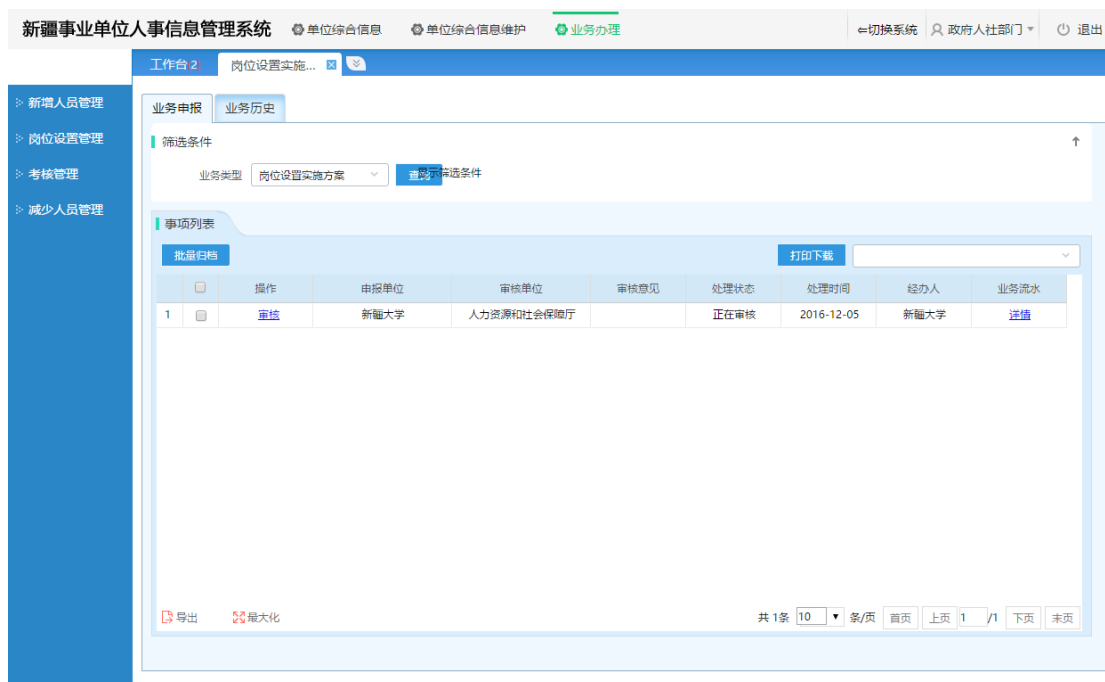 新疆事业单位人事信息管理系统 单位综合信息 单位综合信息维护 业务办理 ⇐切换系统 政府人社部门 退出
工作台 2 岗位设置实施...
新增人员管理
岗位设置管理
考核管理
减少人员管理
业务申报 业务历史
筛选条件
业务类型 岗位设置实施方案 查询 显示筛选条件
事项列表
批量归档 打印下载
操作 申报单位 审核单位 审核意见 处理状态 处理时间 经办人 业务流水
1 审核 新疆大学 人力资源和社会保障厅 正在审核 2016-12-05 新疆大学 详情
导出 最大化 共 1条 10 条/页 首页 上页 1 /1 下页 末页